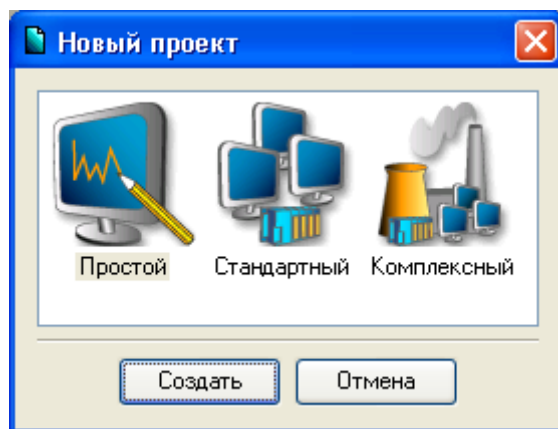 Новый проект
Простой Стандартный Комплексный
Создать Отмена